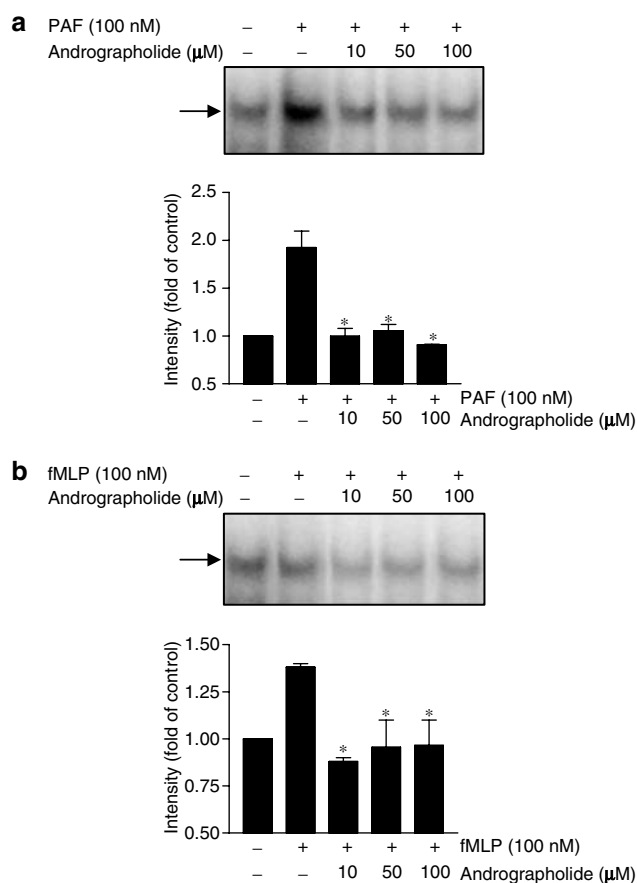 a
PAF (100 nM) – + + + +
Andrographolide (μM) – – 10 50 100
Intensity (fold of control)
2.5
2.0
1.5
1.0
0.5
* * *
– + + + + PAF (100 nM)
– – 10 50 100 Andrographolide (μM)
b
fMLP (100 nM) – + + + +
Andrographolide (μM) – – 10 50 100
Intensity (fold of control)
1.50
1.25
1.00
0.75
0.50
* * *
– + + + + fMLP (100 nM)
– – 10 50 100 Andrographolide (μM)